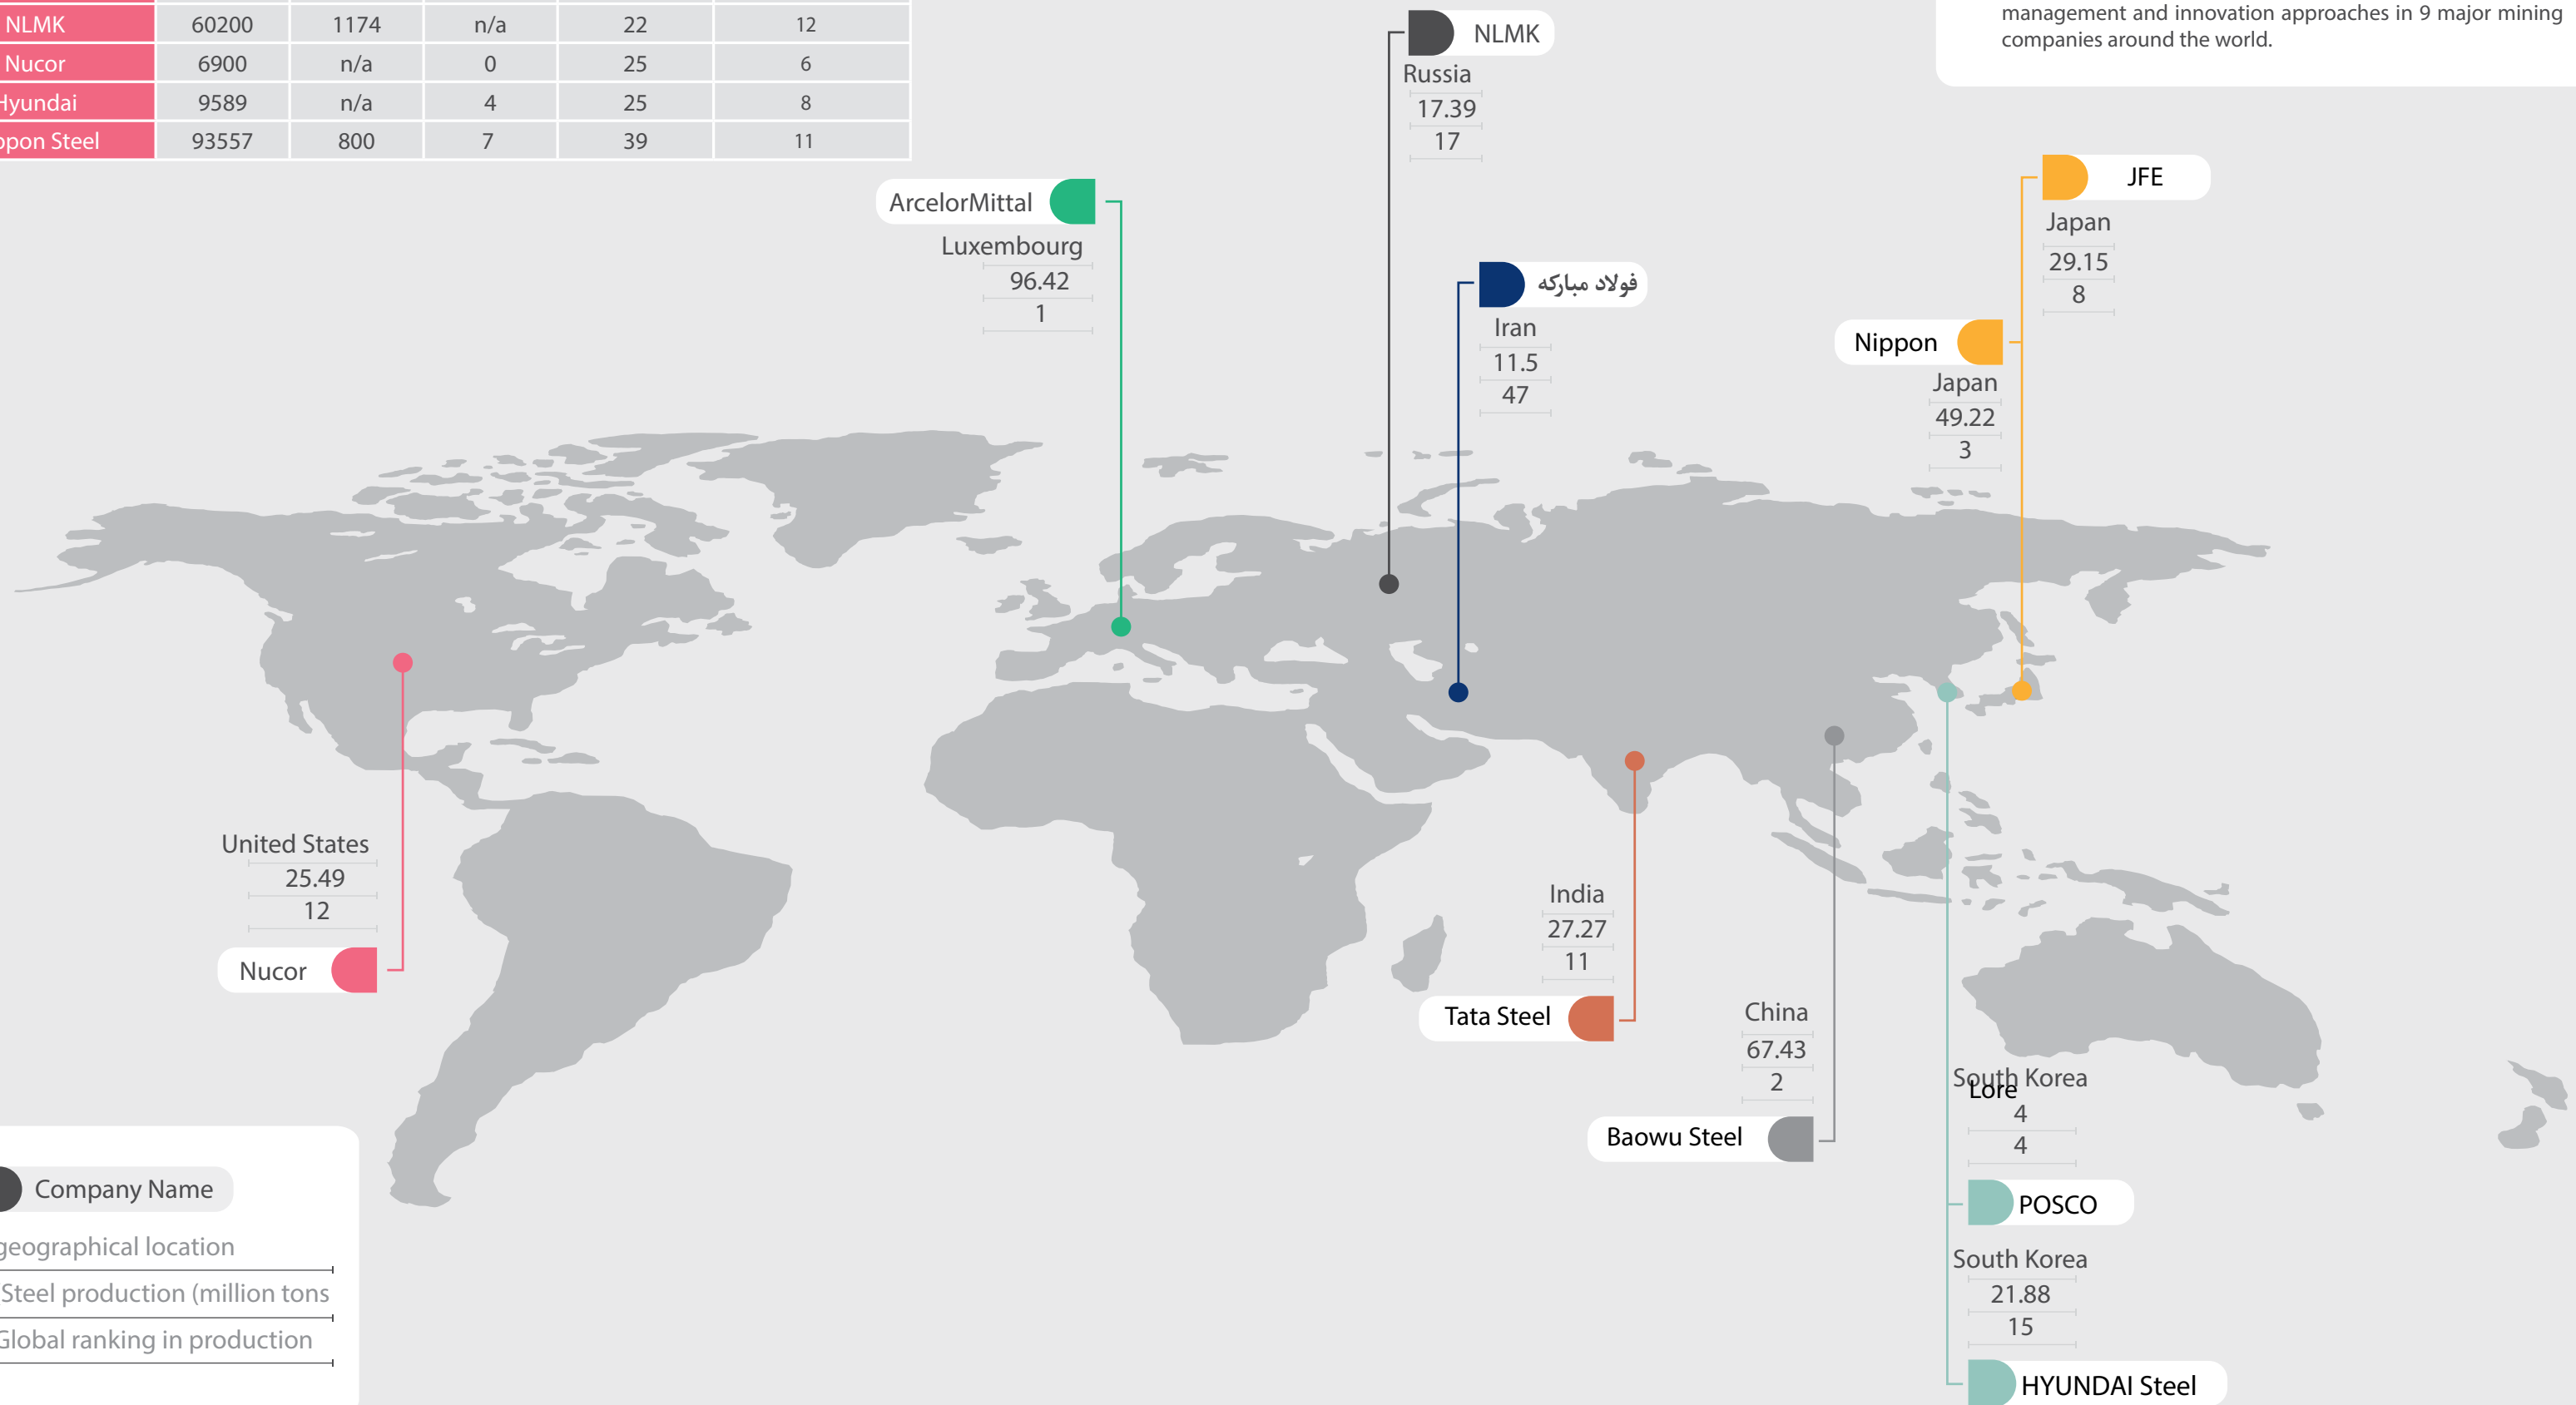 NLMK 60200 1174 n/a 22 12
Nucor 6900 n/a 0 25 6
Hyundai 9589 n/a 4 25 8
ppon Steel 93557 800 7 39 11
management and innovation approaches in 9 major mining
companies around the world.
NLMK
Russia
17.39
17
ArcelorMittal
Luxembourg
96.42
1
فولاد مبارکه
Iran
11.5
47
JFE
Japan
29.15
8
Nippon
Japan
49.22
3
United States
25.49
12
Nucor
India
27.27
11
Tata Steel
China
67.43
2
Baowu Steel
South Korea
Lore
4
4
POSCO
South Korea
21.88
15
HYUNDAI Steel
Company Name
geographical location
Steel production (million tons
Global ranking in production